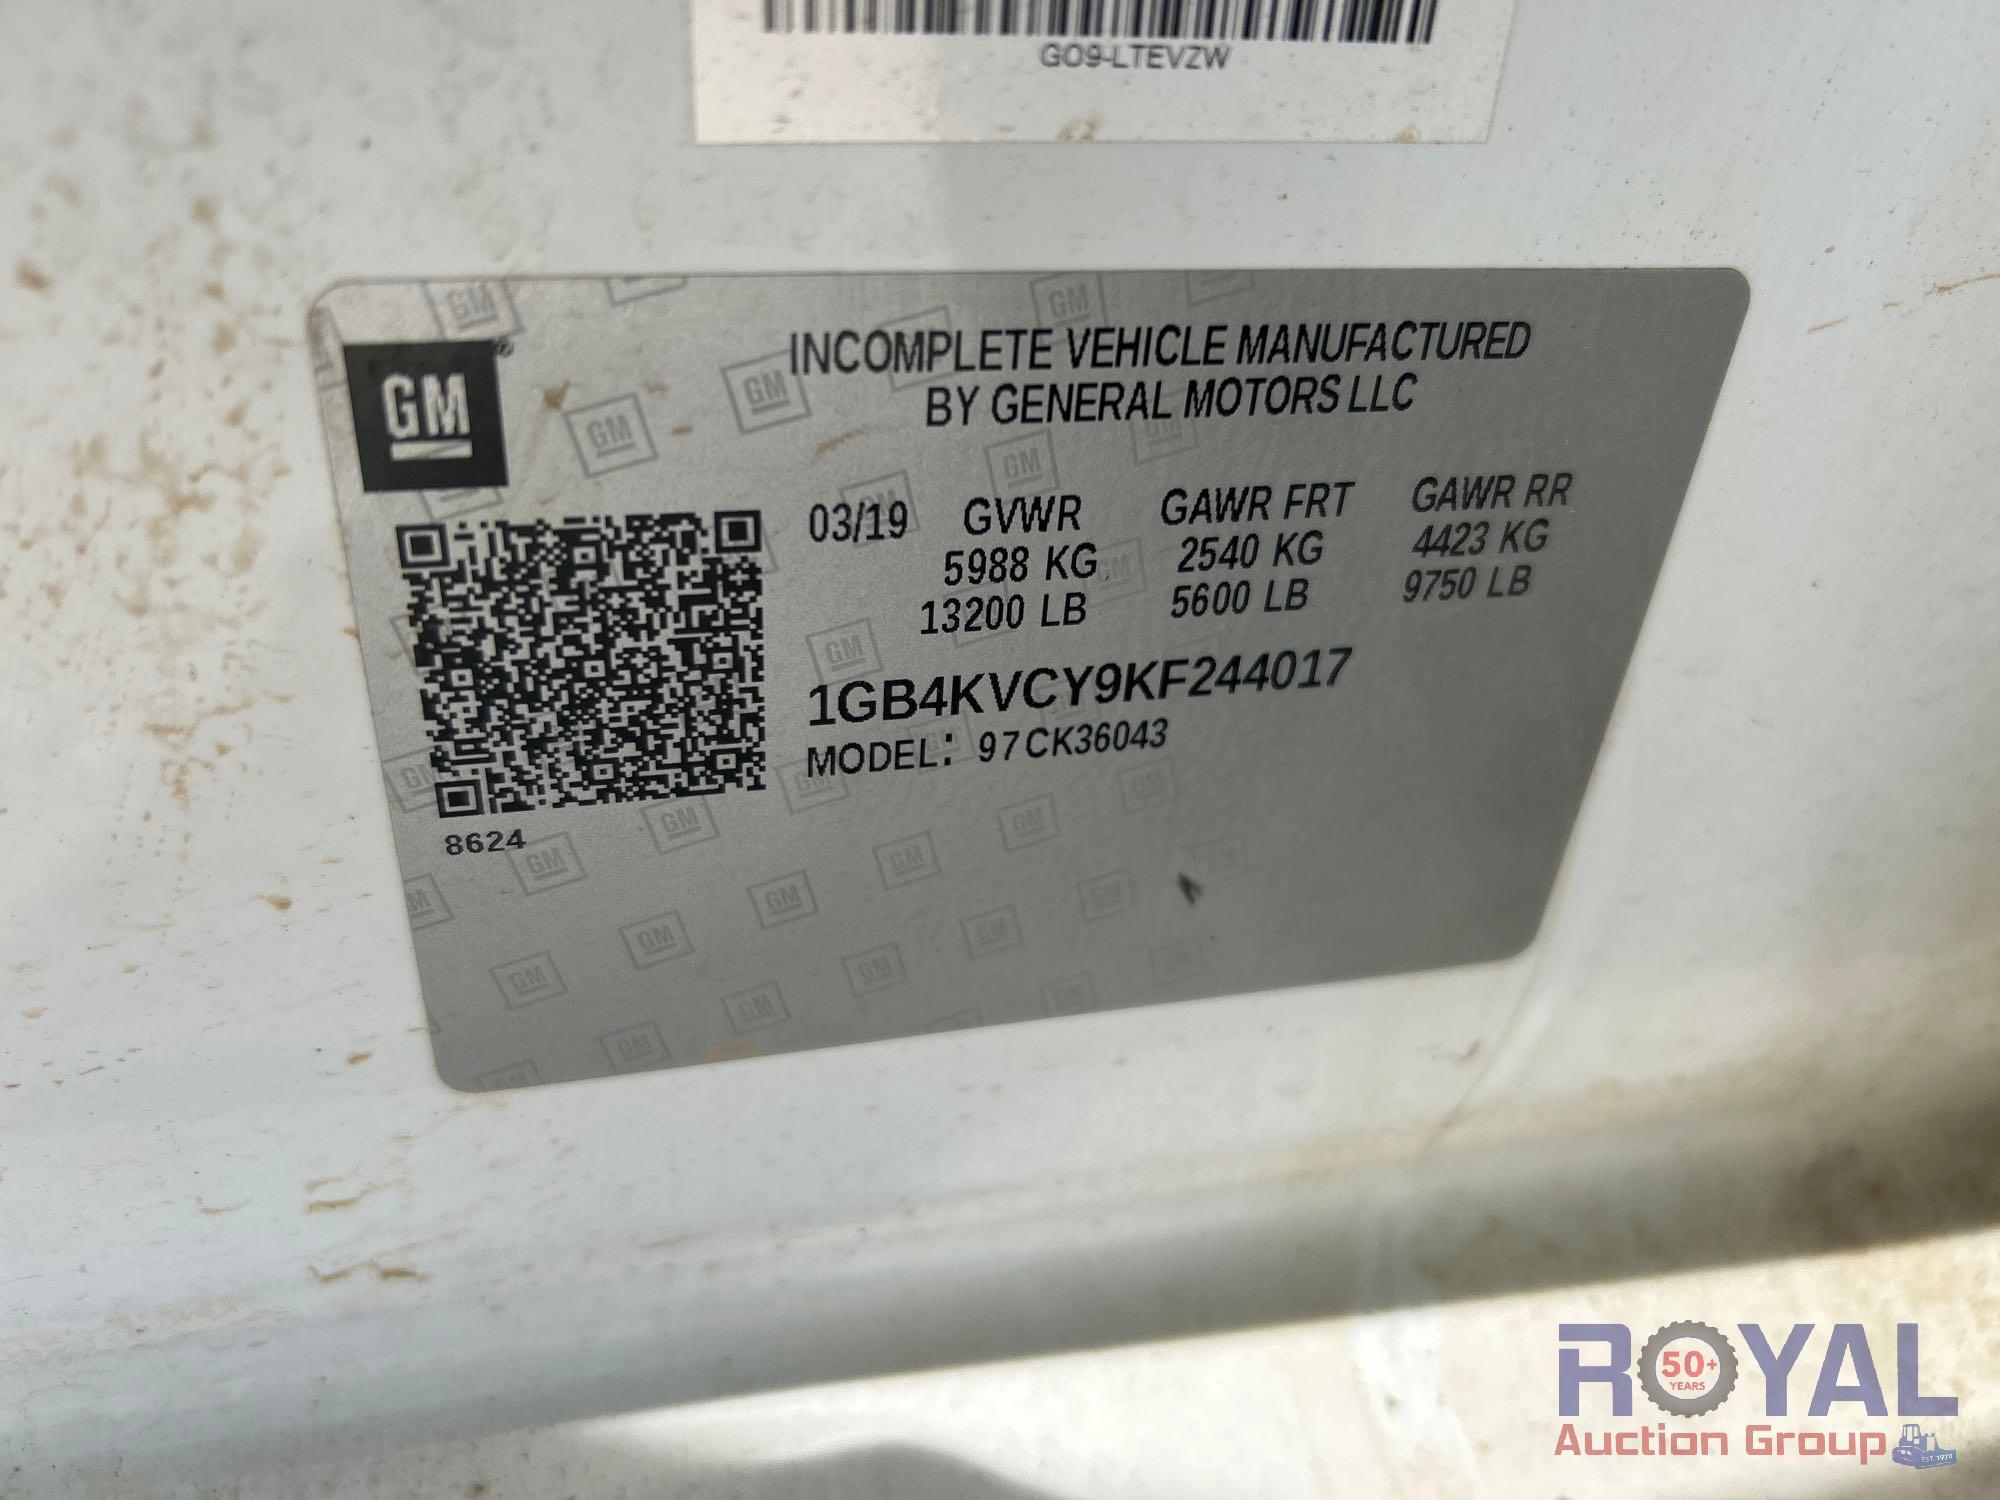 GO9-LTEVZW
GM
INCOMPLETE VEHICLE MANUFACTURED
BY GENERAL MOTORS LLC
03/19 GVWR GAWR FRT GAWR RR
5988 KG 2540 KG 4423 KG
13200 LB 5600 LB 9750 LB
1GB4KVCY9KF244017
MODEL: 97CK36043
8624
ROYAL
50+
YEARS
Auction Group
EST. 1970